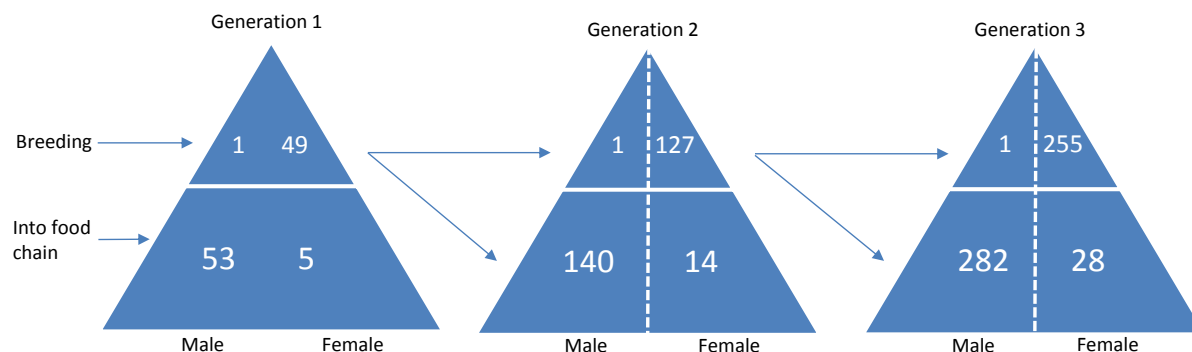 Generation 1
Generation 2
Generation 3
Breeding
1 49
1 127
1 255
Into food
chain
53 5
140 14
282 28
Male Female
Male Female
Male Female